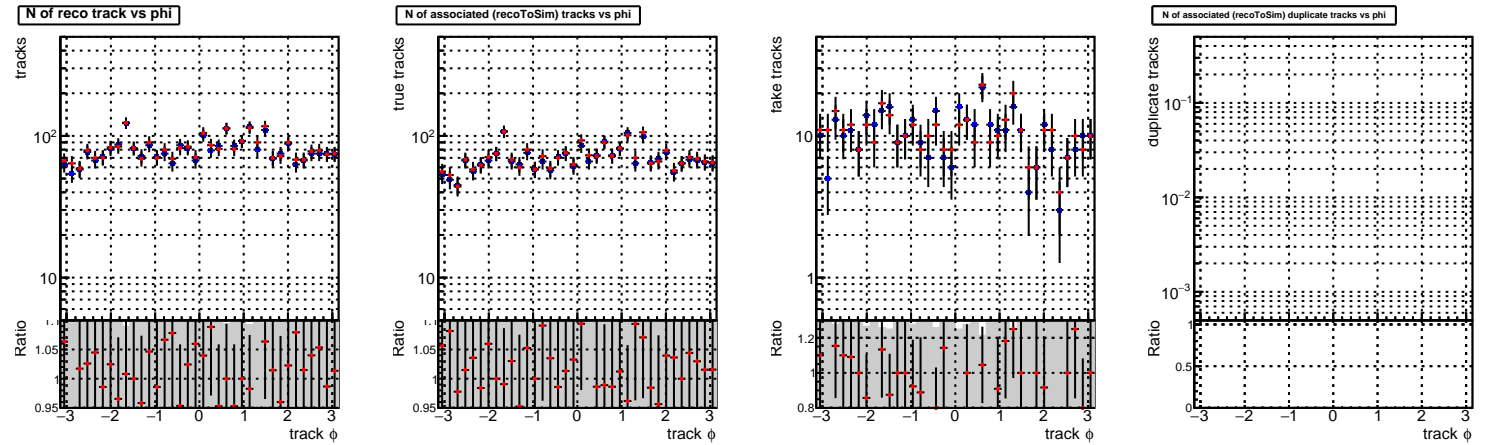 N of reco track vs phi
tracks
10²
10
Ratio
1.1
1.05
1
0.95
−3 −2 −1 0 1 2 3
track ϕ
N of associated (recoToSim) tracks vs phi
true tracks
10²
10
Ratio
1.1
1.05
1
0.95
−3 −2 −1 0 1 2 3
track ϕ
fake tracks
10
1
Ratio
1.2
1
0.8
−3 −2 −1 0 1 2 3
track ϕ
N of associated (recoToSim) duplicate tracks vs phi
duplicate tracks
10⁻¹
10⁻²
10⁻³
Ratio
1
0.5
0
−3 −2 −1 0 1 2 3
track ϕ